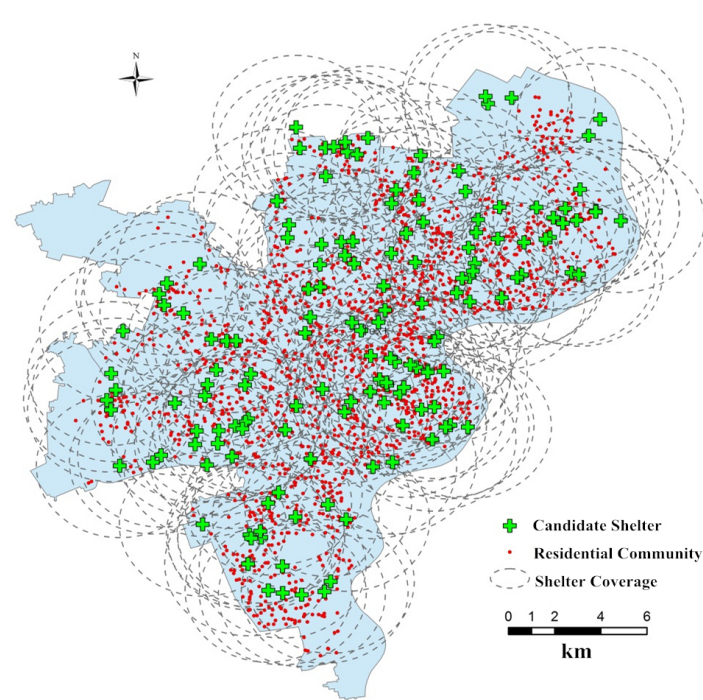 N
Candidate Shelter
Residential Community
Shelter Coverage
0 1 2 4 6
km